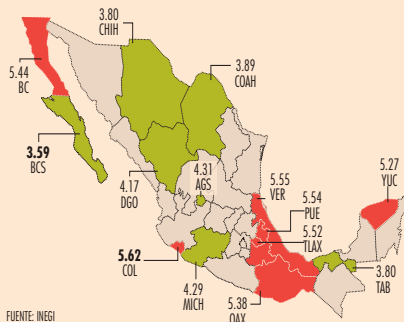 3.80
CHIH
3.89
COAH
5.44
BC
3.59
BCS
4.17
DGO
4.31
AGS
5.55
VER
5.54
PUE
5.52
TLAX
5.27
YUC
5.62
COL
4.29
MICH
5.38
OAX
3.80
TAB
FUENTE: INEGI